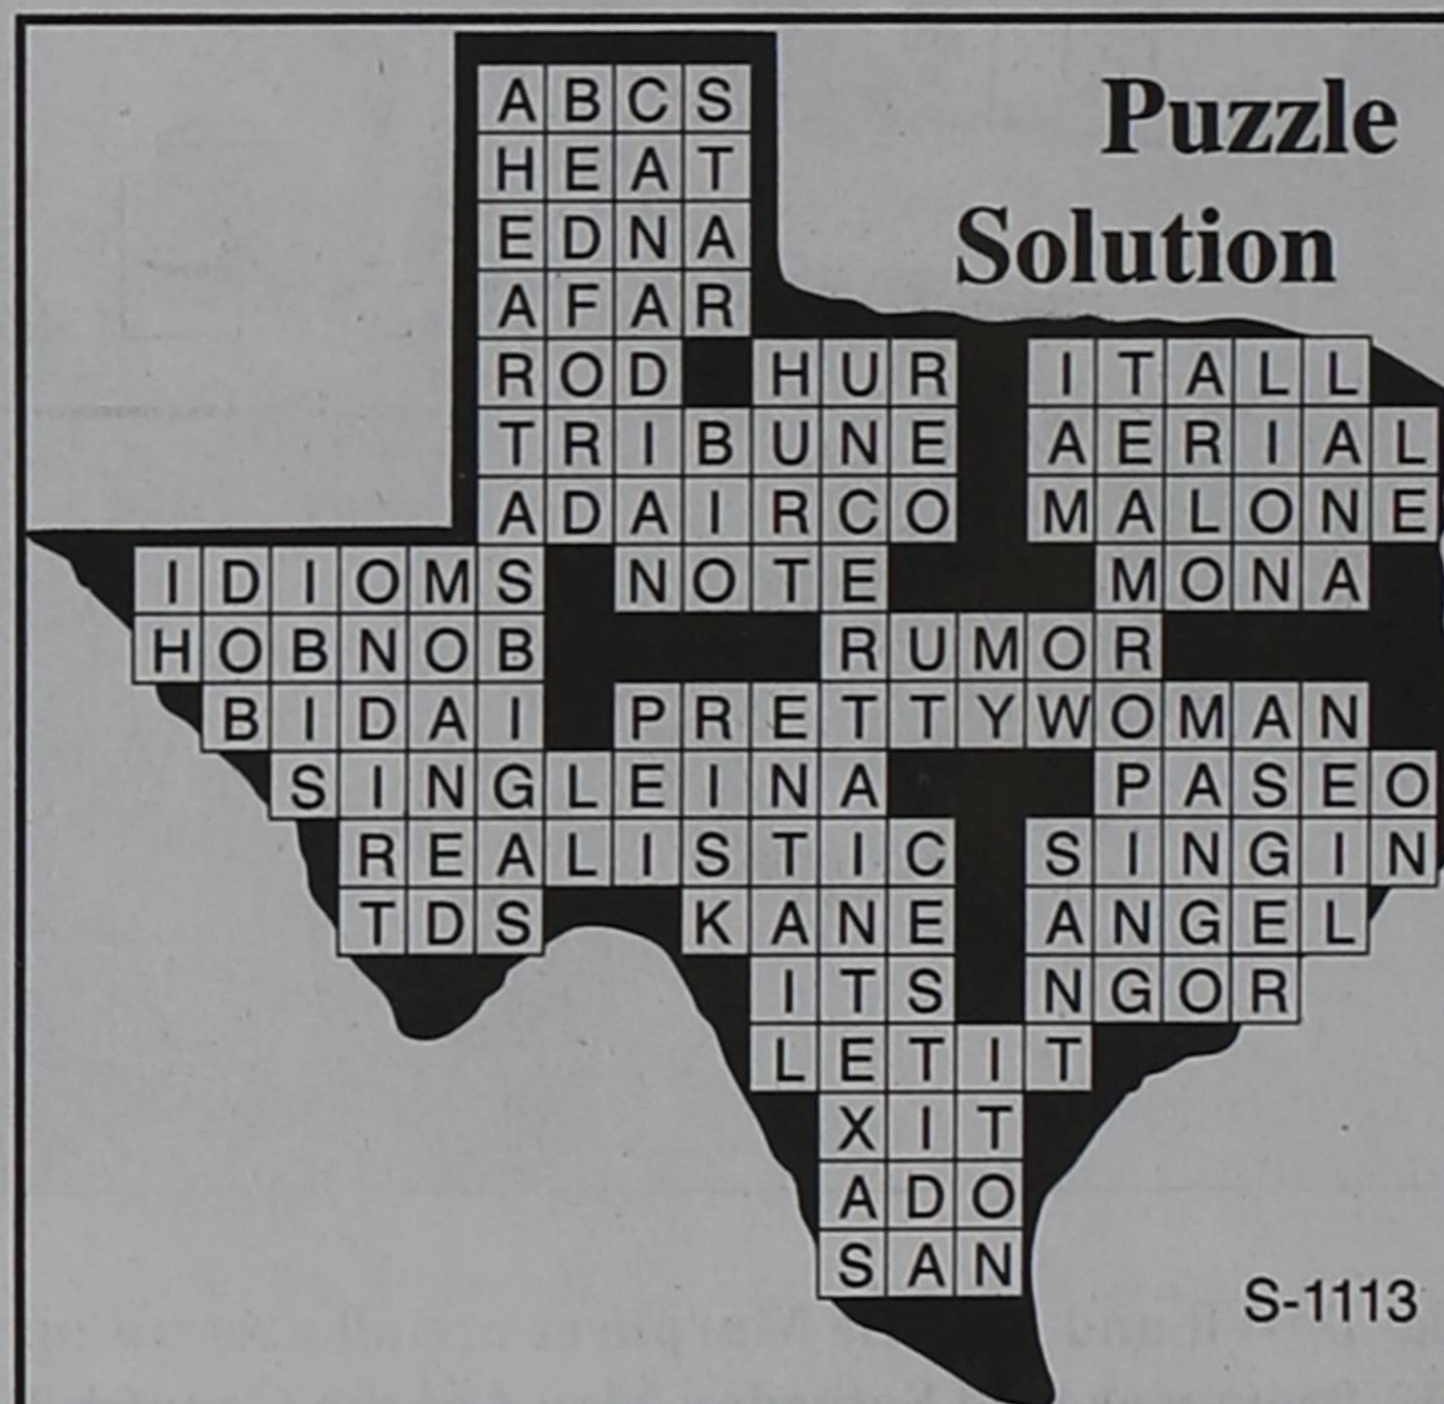 Puzzle
Solution
ABCS
HEAT
EDNA
AFAR
ROD HUR ITALL
TRIBUNE AERIAL
ADAIRCO MALONE
IDIOMS NOTE MONA
HOBNOB RUMOR
BIDAI PRETTYWOMAN
SINGLEINA PASEO
REALISTIC SINGIN
TDS KANE ANGEL
ITS NGOR
LETIT
XIT
ADO
SAN
S-1113